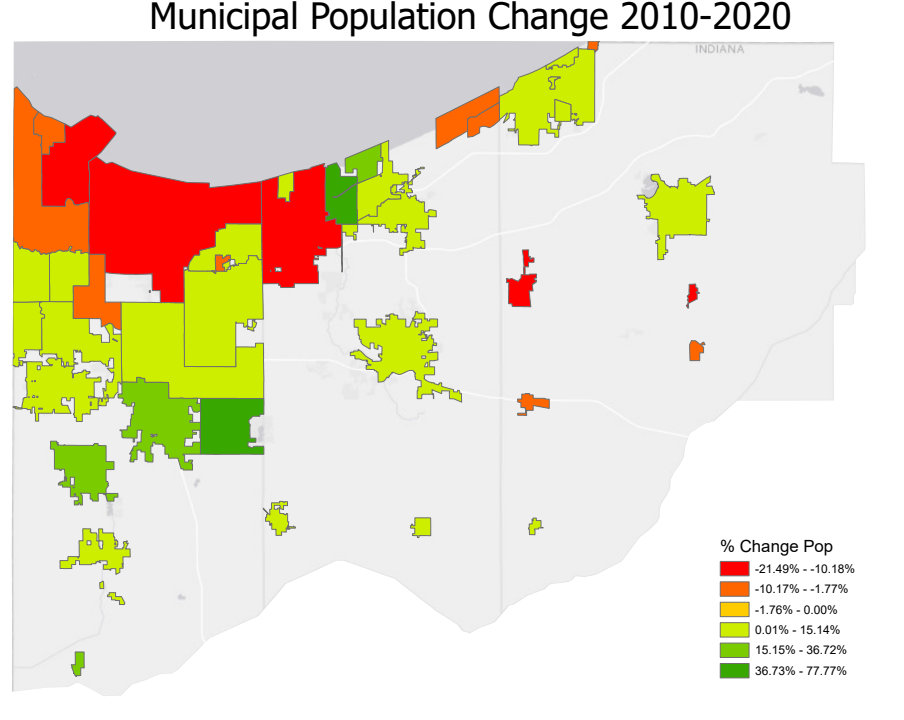 Municipal Population Change 2010-2020
INDIANA
% Change Pop
-21.49% - -10.18%
-10.17% - -1.77%
-1.76% - 0.00%
0.01% - 15.14%
15.15% - 36.72%
36.73% - 77.77%